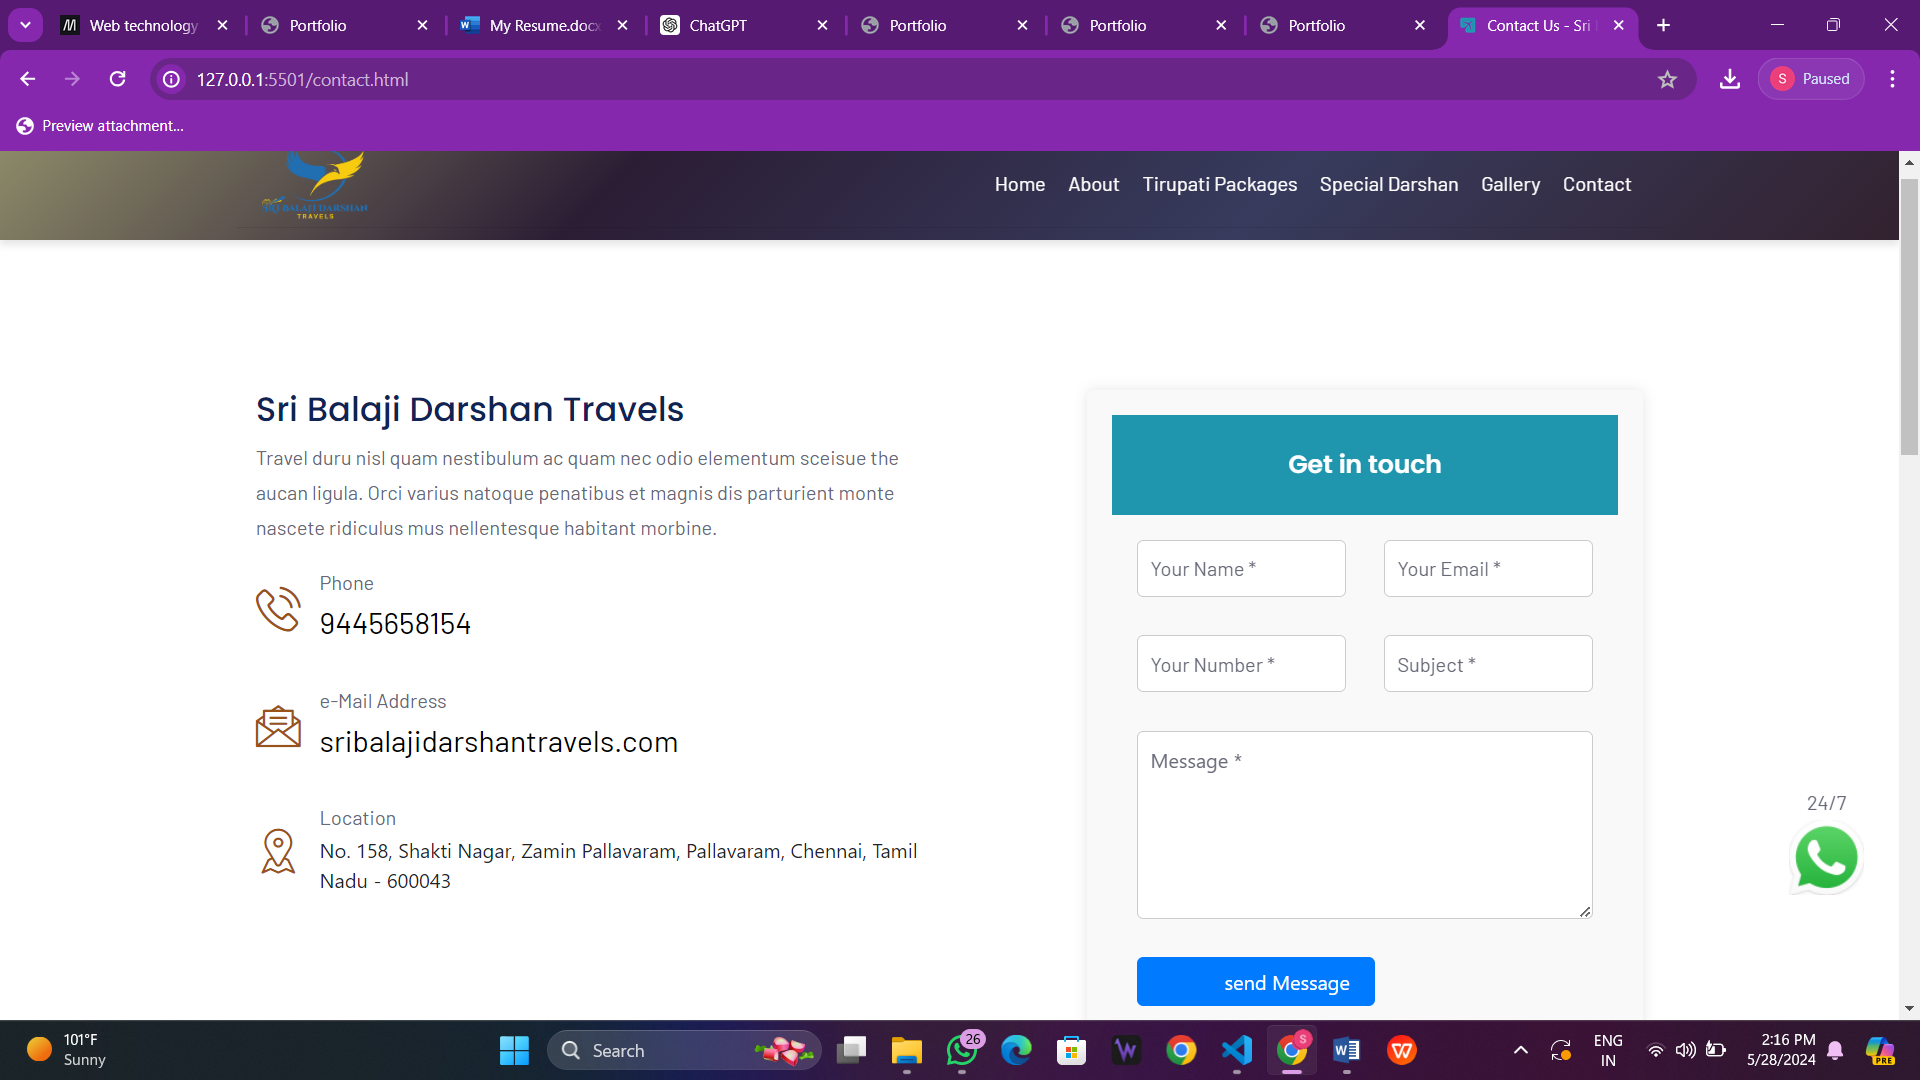 Web technology
Portfolio
My Resume.docx
ChatGPT
Portfolio
Portfolio
Portfolio
Contact Us - Sri
127.0.0.1:5501/contact.html
S
Paused
Preview attachment...
SRI BALAJI DARSHAN
TRAVELS
Home
About
Tirupati Packages
Special Darshan
Gallery
Contact
Sri Balaji Darshan Travels
Travel duru nisl quam nestibulum ac quam nec odio elementum sceisue the
aucan ligula. Orci varius natoque penatibus et magnis dis parturient monte
nascete ridiculus mus nellentesque habitant morbine.
Phone
9445658154
e-Mail Address
sribalajidarshantravels.com
Location
No. 158, Shakti Nagar, Zamin Pallavaram, Pallavaram, Chennai, Tamil
Nadu - 600043
Get in touch
Your Name *
Your Email *
Your Number *
Subject *
Message *
send Message
24/7
101°F
Sunny
Search
26
S
ENG
IN
2:16 PM
5/28/2024
PRE